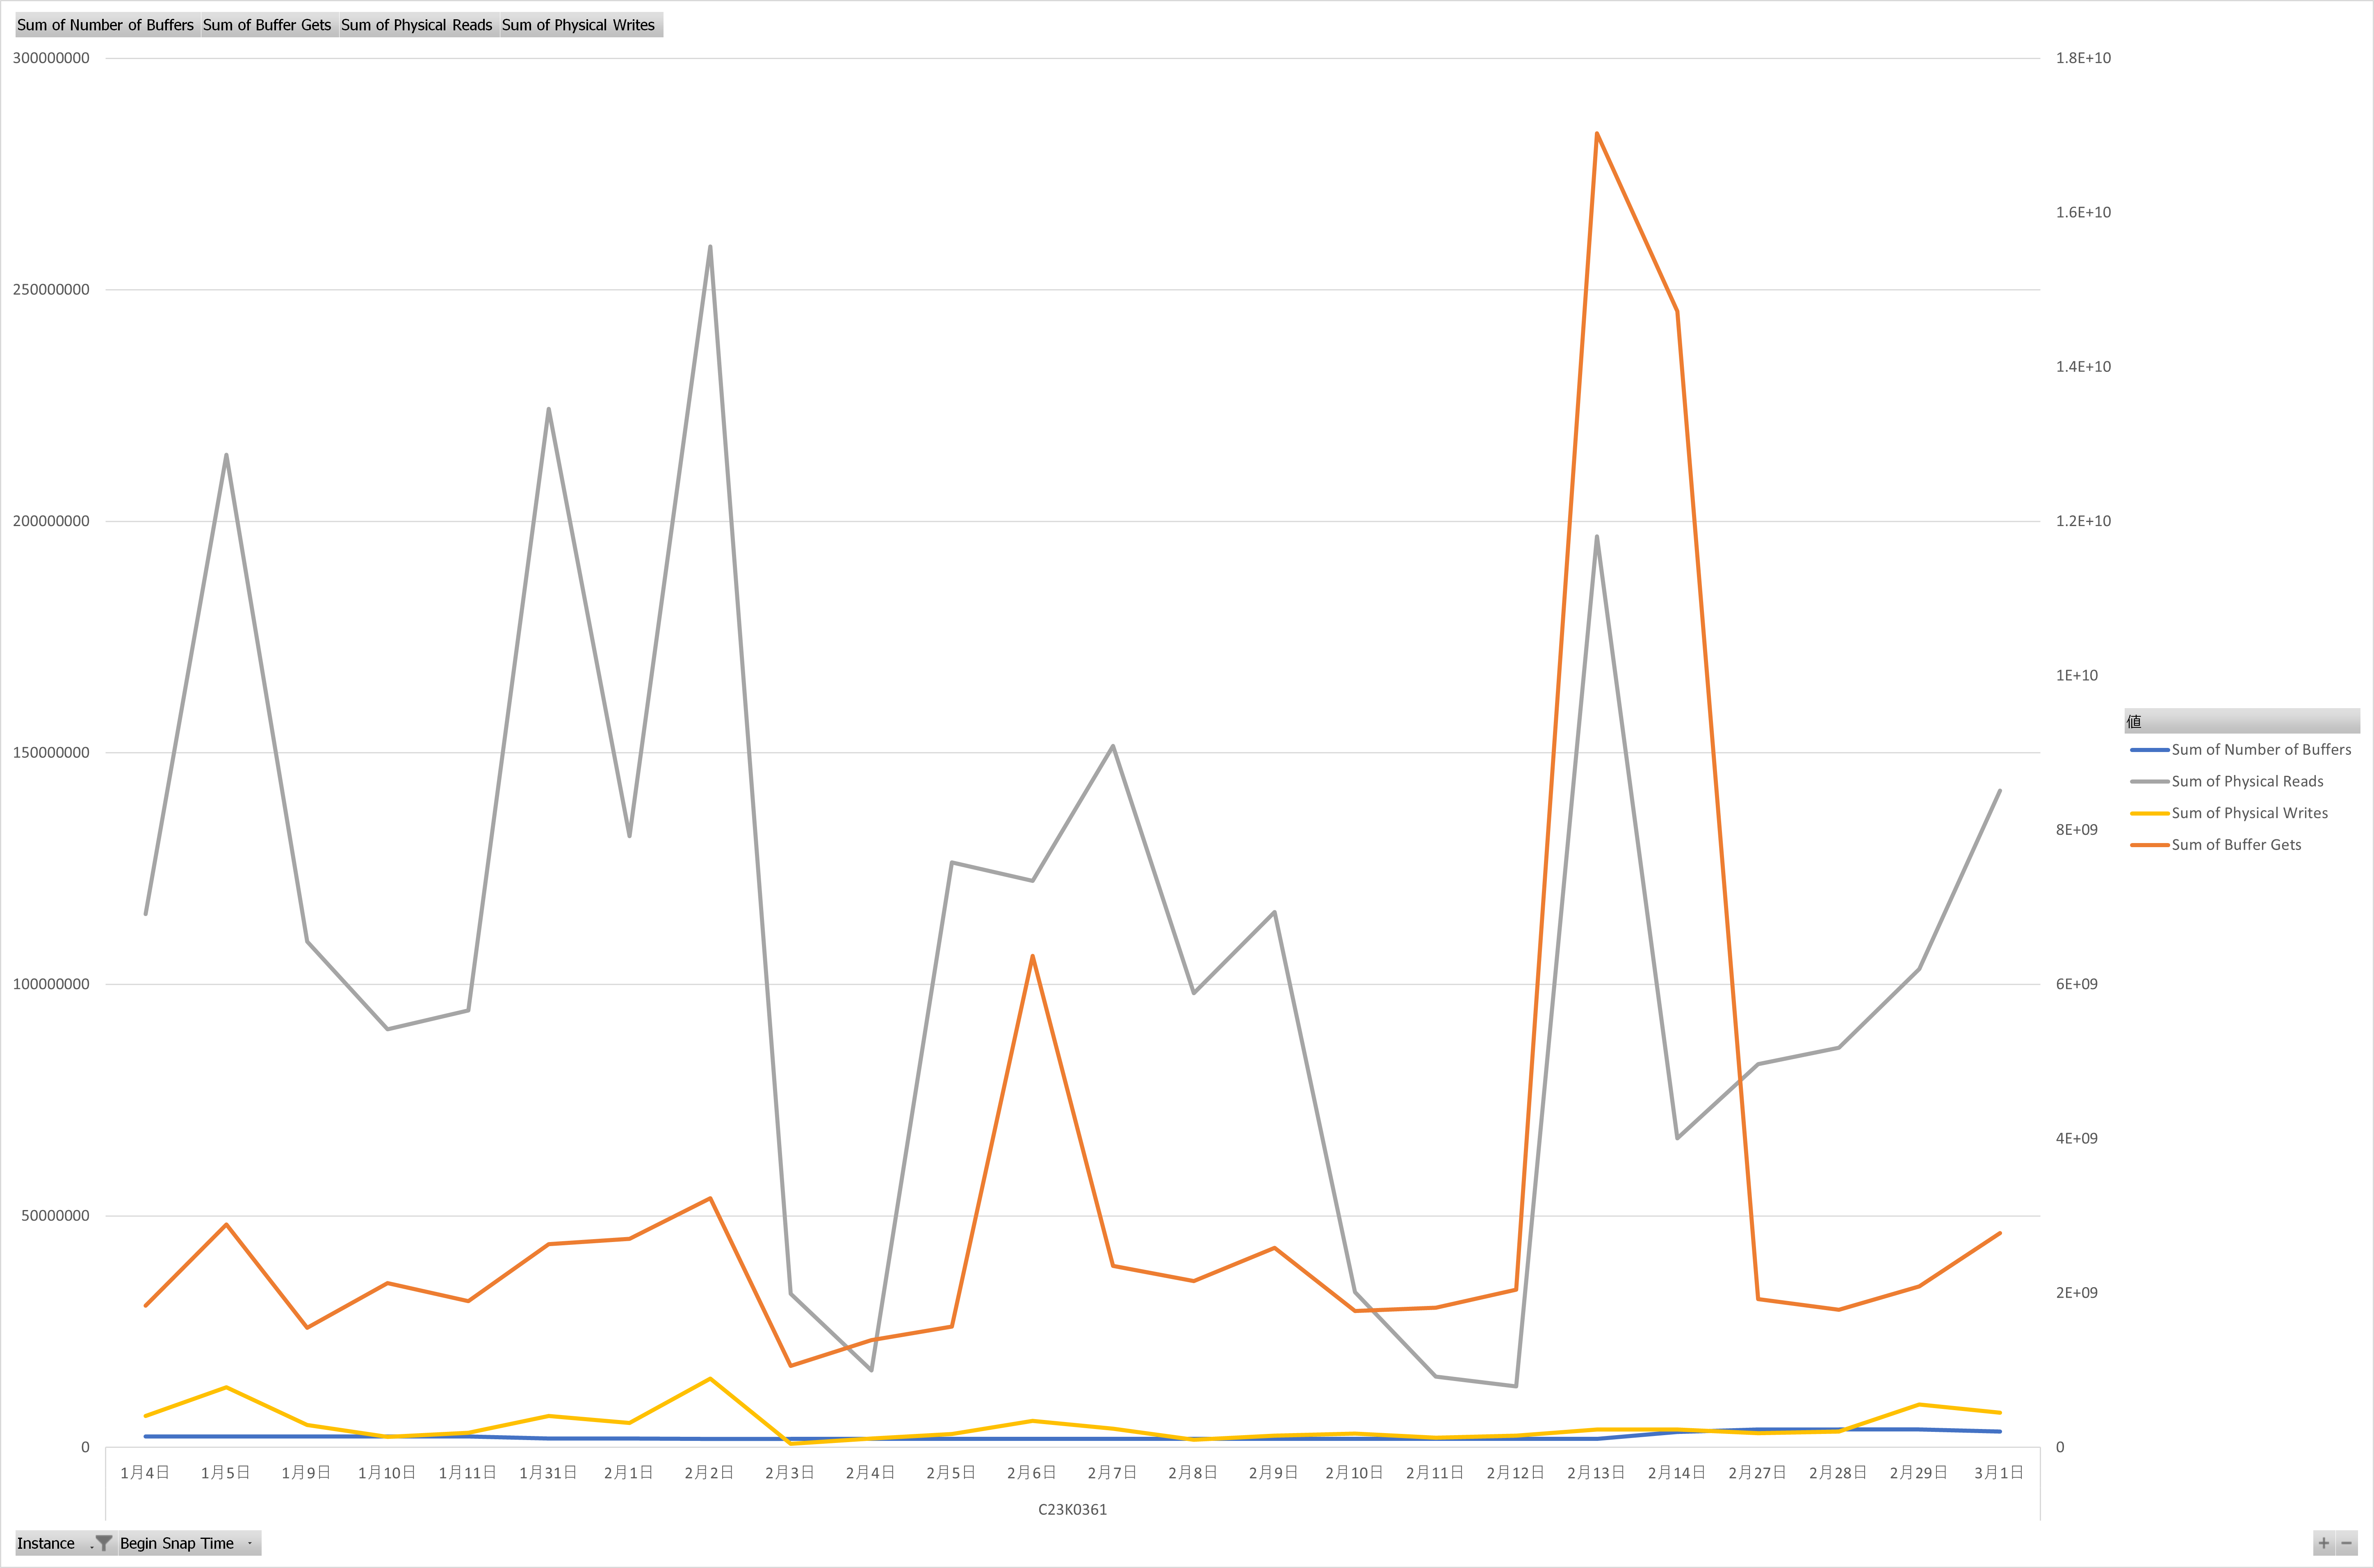 Sum of Number of Buffers Sum of Buffer Gets Sum of Physical Reads Sum of Physical Writes
300000000
250000000
200000000
150000000
100000000
50000000
0
1.8E+10
1.6E+10
1.4E+10
1.2E+10
1E+10
8E+09
6E+09
4E+09
2E+09
0
値
Sum of Number of Buffers
Sum of Physical Reads
Sum of Physical Writes
Sum of Buffer Gets
1月4日 1月5日 1月9日 1月10日 1月11日 1月31日 2月1日 2月2日 2月3日 2月4日 2月5日 2月6日 2月7日 2月8日 2月9日 2月10日 2月11日 2月12日 2月13日 2月14日 2月27日 2月28日 2月29日 3月1日
C23K0361
Instance Begin Snap Time
+ −